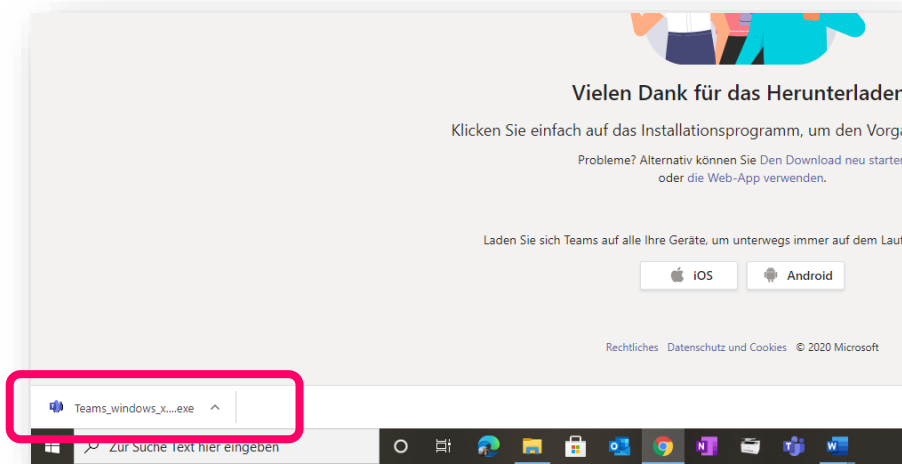 Vielen Dank für das Herunterladen
Klicken Sie einfach auf das Installationsprogramm, um den
Probleme? Alternativ können Sie Den Download neu starten
oder die Web-App verwenden.
Laden Sie sich Teams auf alle Ihre Geräte, um unterwegs immer auf dem
iOS
Android
Rechtliches Datenschutz und Cookies © 2020 Microsoft
Teams_windows_x....exe
Zur Suche Text hier eingeben